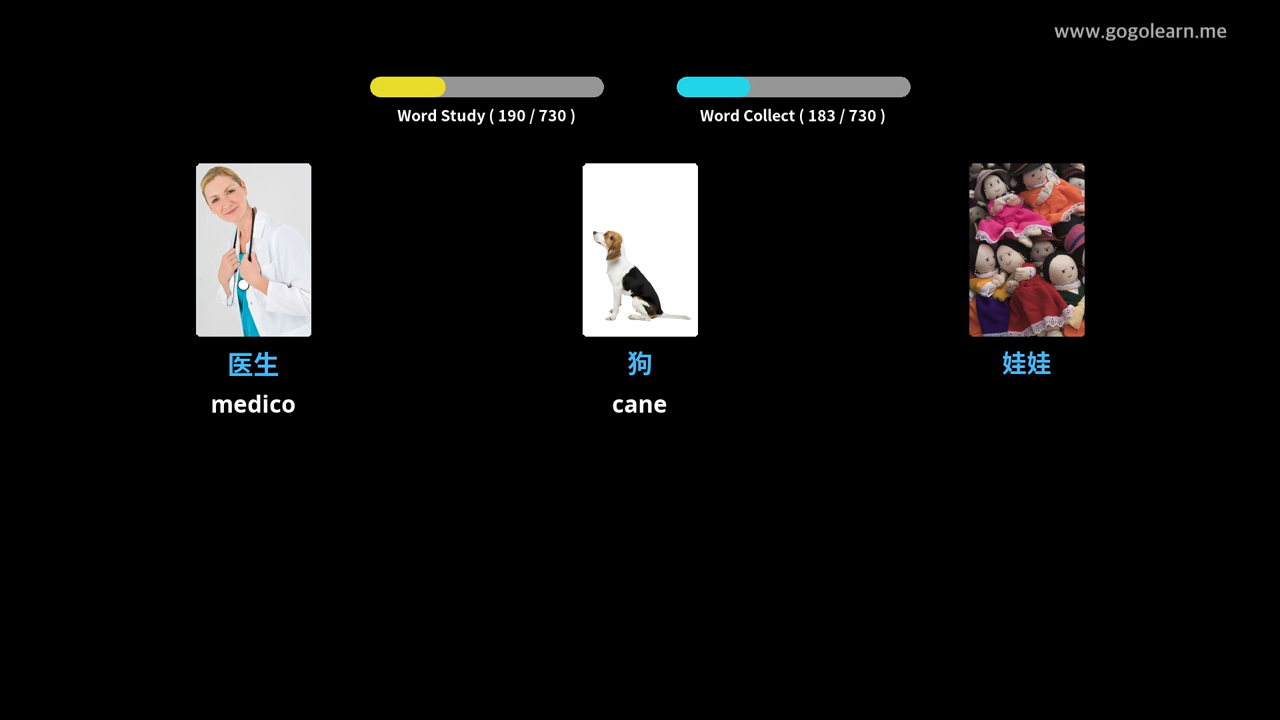 www.gogolearn.me
Word Study ( 190 / 730 )
Word Collect ( 183 / 730 )
医生
狗
娃娃
medico
cane